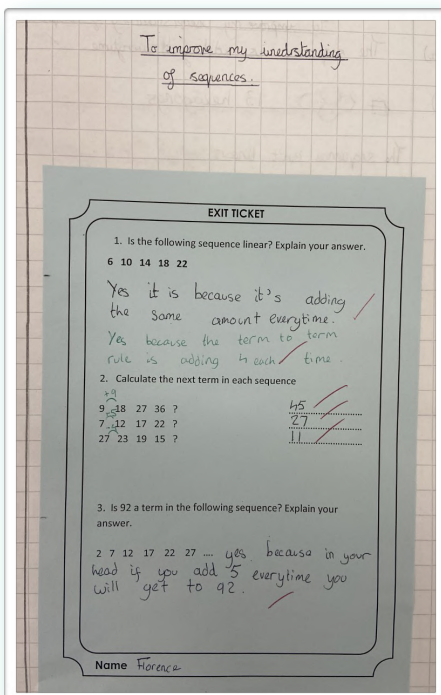 To improve my unedrstanding
of sequences.
EXIT TICKET
1. Is the following sequence linear? Explain your answer.
6 10 14 18 22
Yes it is because it's adding
the same amount everytime.
Yes because the term to term
rule is adding 4 each time.
2. Calculate the next term in each sequence
+9
9 18 27 36 ? 45
7 12 17 22 ? 27
27 23 19 15 ? 11
3. Is 92 a term in the following sequence? Explain your
answer.
2 7 12 17 22 27 .... yes because in your
head if you add 5 everytime you
will get to 92.
Name Florence